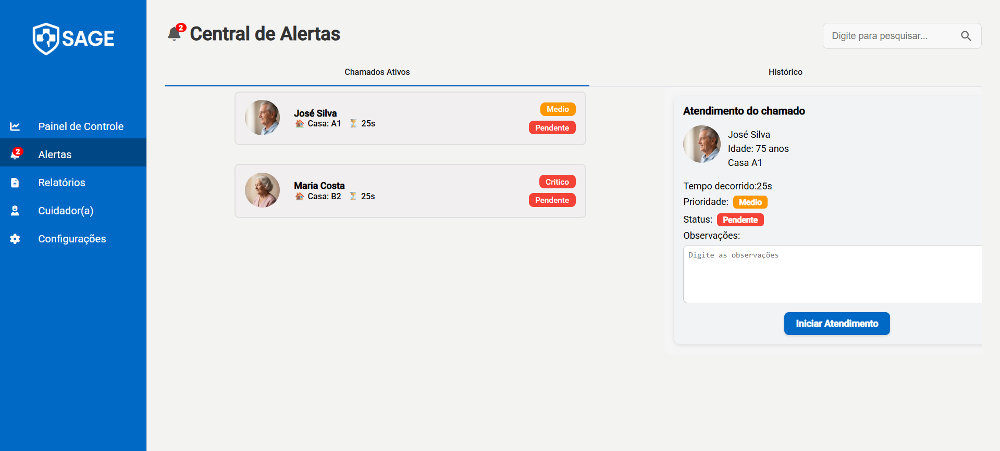 SAGE
Painel de Controle
2
Alertas
Relatórios
Cuidador(a)
Configurações
2
Central de Alertas
Digite para pesquisar...
Chamados Ativos
Histórico
José Silva
Casa: A1 25s
Medio
Pendente
Maria Costa
Casa: B2 25s
Critico
Pendente
Atendimento do chamado
José Silva
Idade: 75 anos
Casa A1
Tempo decorrido:25s
Prioridade: Medio
Status: Pendente
Observações:
Digite as observações
Iniciar Atendimento